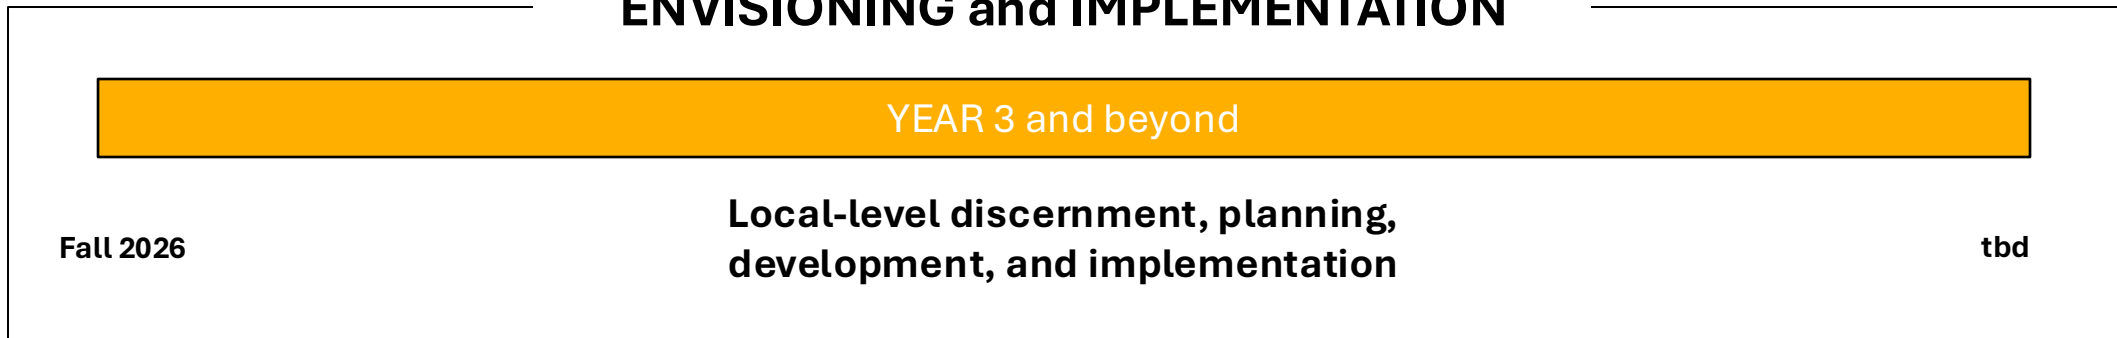 ENVISIONING and IMPLEMENTATION
YEAR 3 and beyond
Local-level discernment, planning,
development, and implementation
Fall 2026
tbd